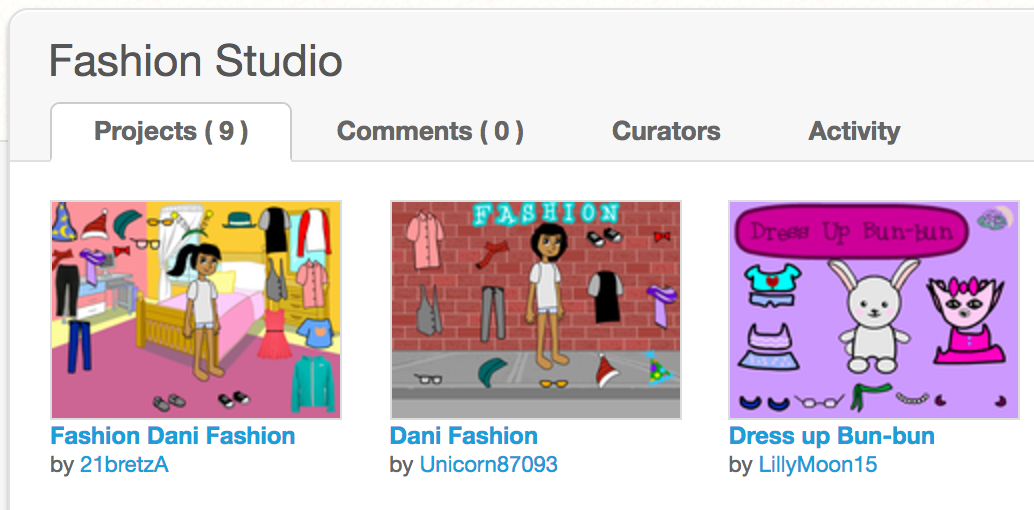 Fashion Studio
Projects ( 9 )
Comments ( 0 )
Curators
Activity
FASHION
Dress Up Bun-bun
Fashion Dani Fashion
Dani Fashion
Dress up Bun-bun
by 21bretzA
by Unicorn87093
by LillyMoon15